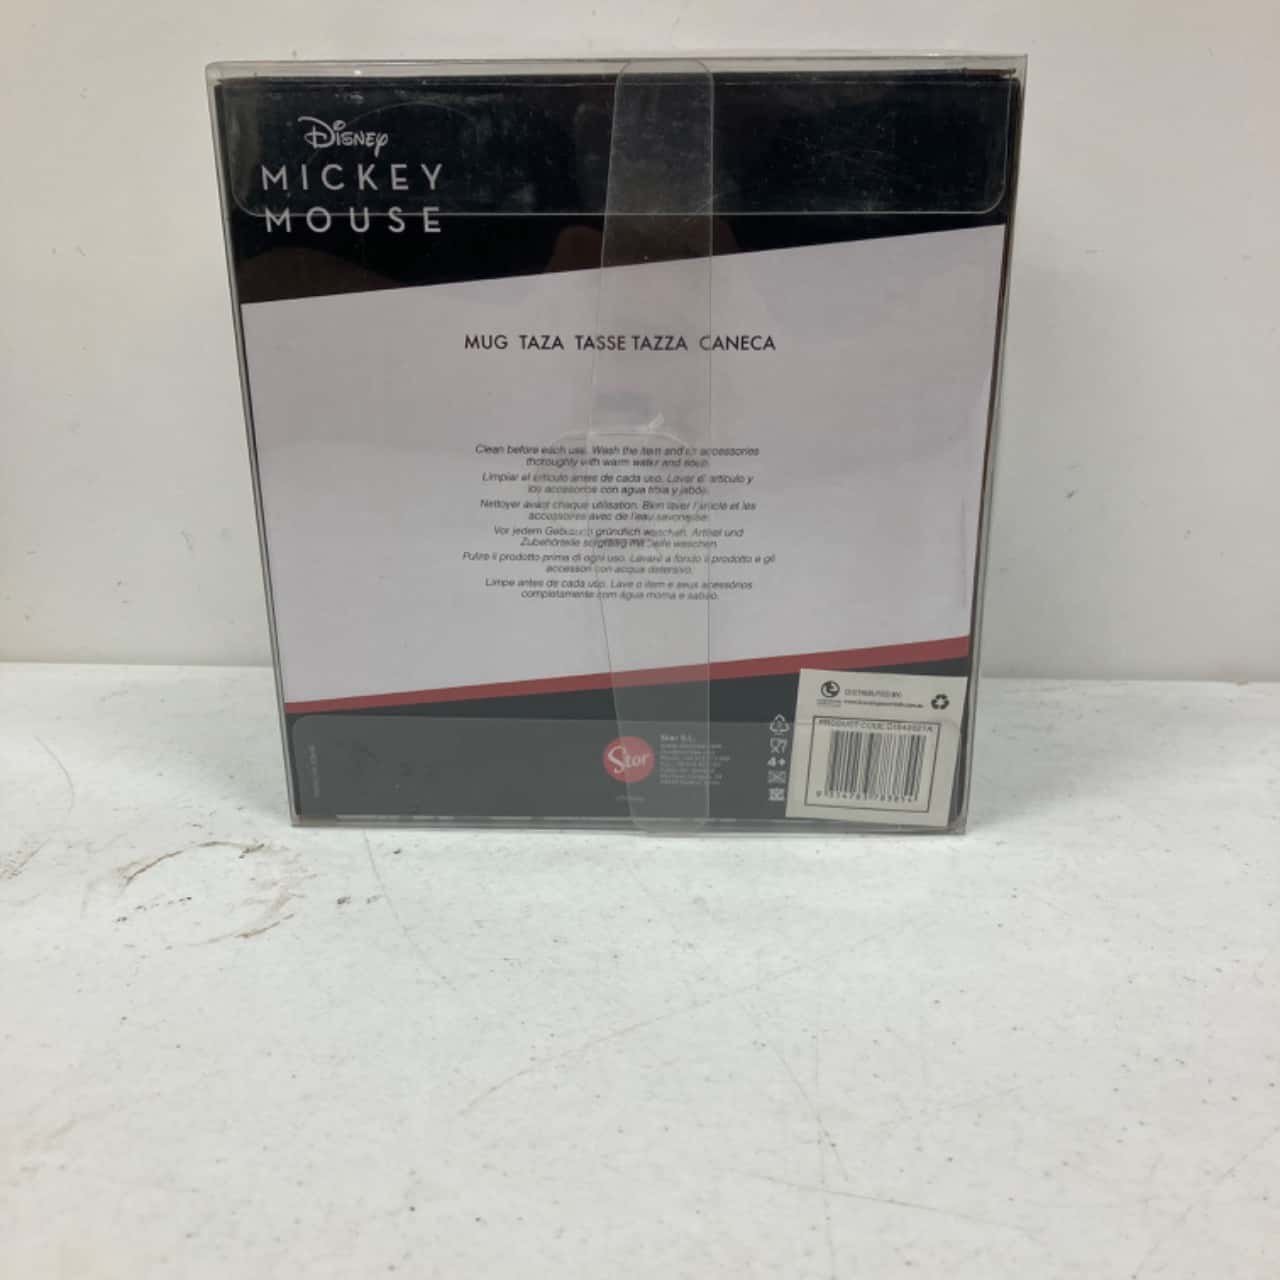 Disney
MICKEY
MOUSE
MUG TAZA TASSE TAZZA CANECA
Clean before each use. Wash the item and its accessories
thoroughly with warm water and soap.
Limpiar el artículo antes de cada uso. Lavar el artículo y
los accesorios con agua tibia y jabón.
Nettoyer avant chaque utilisation. Bien laver l'article et les
accessoires avec de l'eau savonneuse.
Vor jedem Gebrauch gründlich waschen. Artikel und
Zubehörteile sorgfältig mit Seife waschen.
Pulire il prodotto prima di ogni uso. Lavare a fondo il prodotto e gli
accessori con acqua detersivo.
Limpe antes de cada uso. Lave o item e seus acessórios
completamente com água morna e sabão.
Stor
Stor S.L.
4+
DISTRIBUTED BY:
PRODUCT CODE: